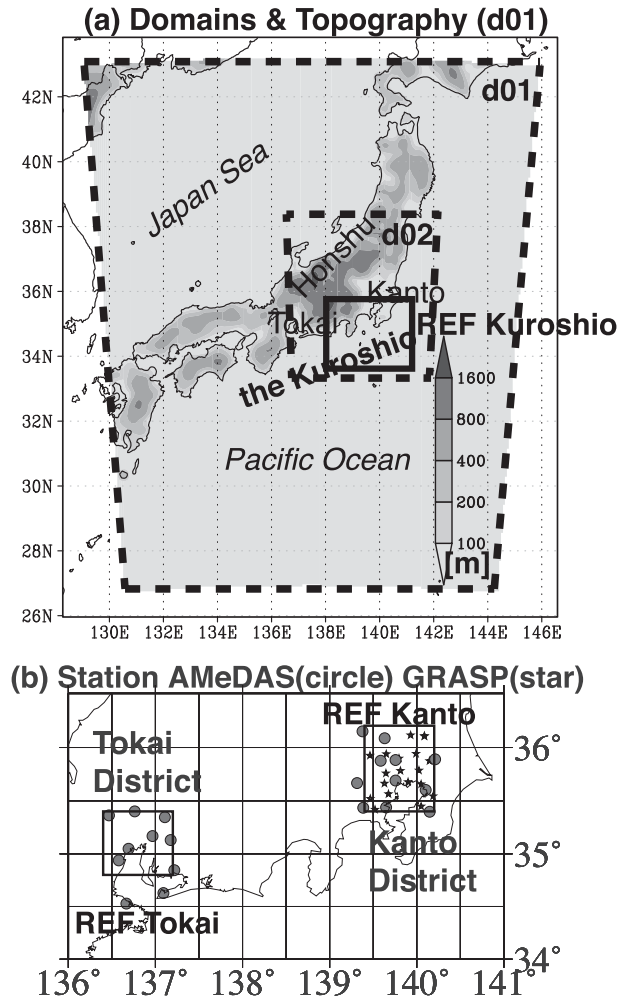 (a) Domains & Topography (d01)
42N
d01
40N
Japan Sea
38N
d02
Honshu
36N
Kanto
Tokai
REF Kuroshio
34N
the Kuroshio
1600
32N
800
Pacific Ocean
400
30N
200
28N
100
[m]
26N
130E 132E 134E 136E 138E 140E 142E 144E 146E
(b) Station AMeDAS(circle) GRASP(star)
REF Kanto
Tokai
District
36°
Kanto
District
35°
REF Tokai
34°
136° 137° 138° 139° 140° 141°